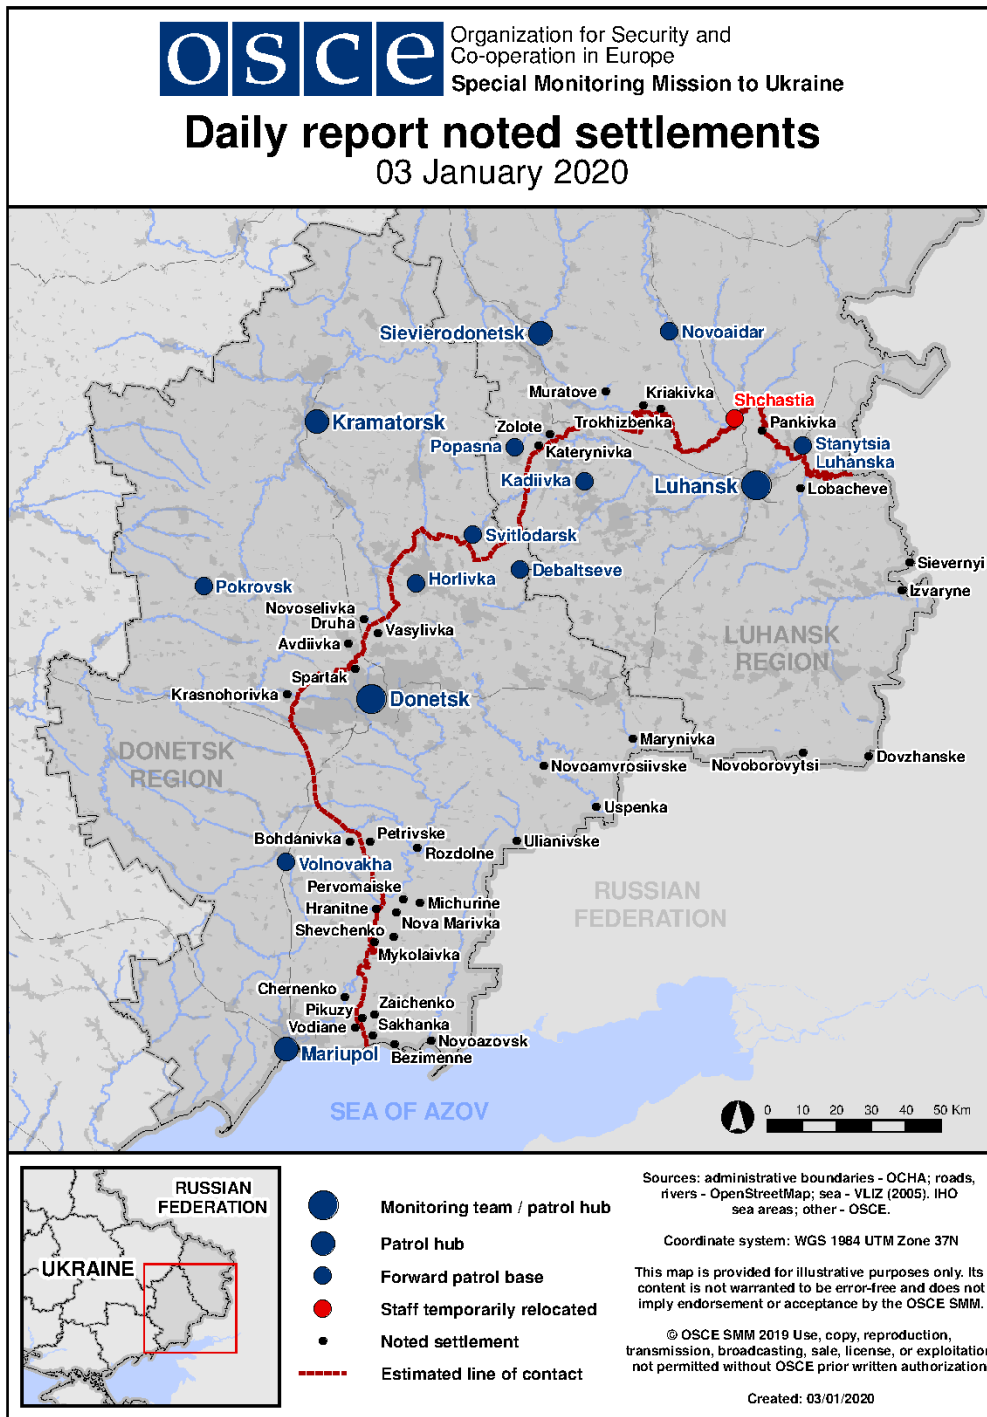 osce
Organization for Security and
Co-operation in Europe
Special Monitoring Mission to Ukraine
Daily report noted settlements
03 January 2020
Sievierodonetsk
Novoaidar
Muratove
Kriakivka
Shchastia
Kramatorsk
Zolote
Trokhizbenka
Pankivka
Popasna
Katerynivka
Stanytsia
Luhanska
Kadiivka
Luhansk
Lobacheve
Svitlodarsk
Sievernyi
Pokrovsk
Horlivka
Debaltseve
Izvaryne
Novoselivka
Druha
Vasylivka
Avdiivka
LUHANSK
REGION
Spartak
Krasnohorivka
Donetsk
Marynivka
DONETSK
REGION
Novoamvrosiivske
Novoborovytsi
Dovzhanske
Uspenka
Bohdanivka
Petrivske
Rozdolne
Ulianivske
Volnovakha
Pervomaiske
RUSSIAN
FEDERATION
Hranitne
Michurine
Nova Marivka
Shevchenko
Mykolaivka
Chernenko
Pikuzy
Zaichenko
Vodiane
Sakhanka
Novoazovsk
Mariupol
Bezimenne
SEA OF AZOV
0 10 20 30 40 50 Km
RUSSIAN
FEDERATION
UKRAINE
Monitoring team / patrol hub
Patrol hub
Forward patrol base
Staff temporarily relocated
Noted settlement
Estimated line of contact
Sources: administrative boundaries - OCHA; roads,
rivers - OpenStreetMap; sea - VLIZ (2005). IHO
sea areas; other - OSCE.
Coordinate system: WGS 1984 UTM Zone 37N
This map is provided for illustrative purposes only. Its
content is not warranted to be error-free and does not
imply endorsement or acceptance by the OSCE SMM.
© OSCE SMM 2019 Use, copy, reproduction,
transmission, broadcasting, sale, license, or exploitation
not permitted without OSCE prior written authorization
Created: 03/01/2020